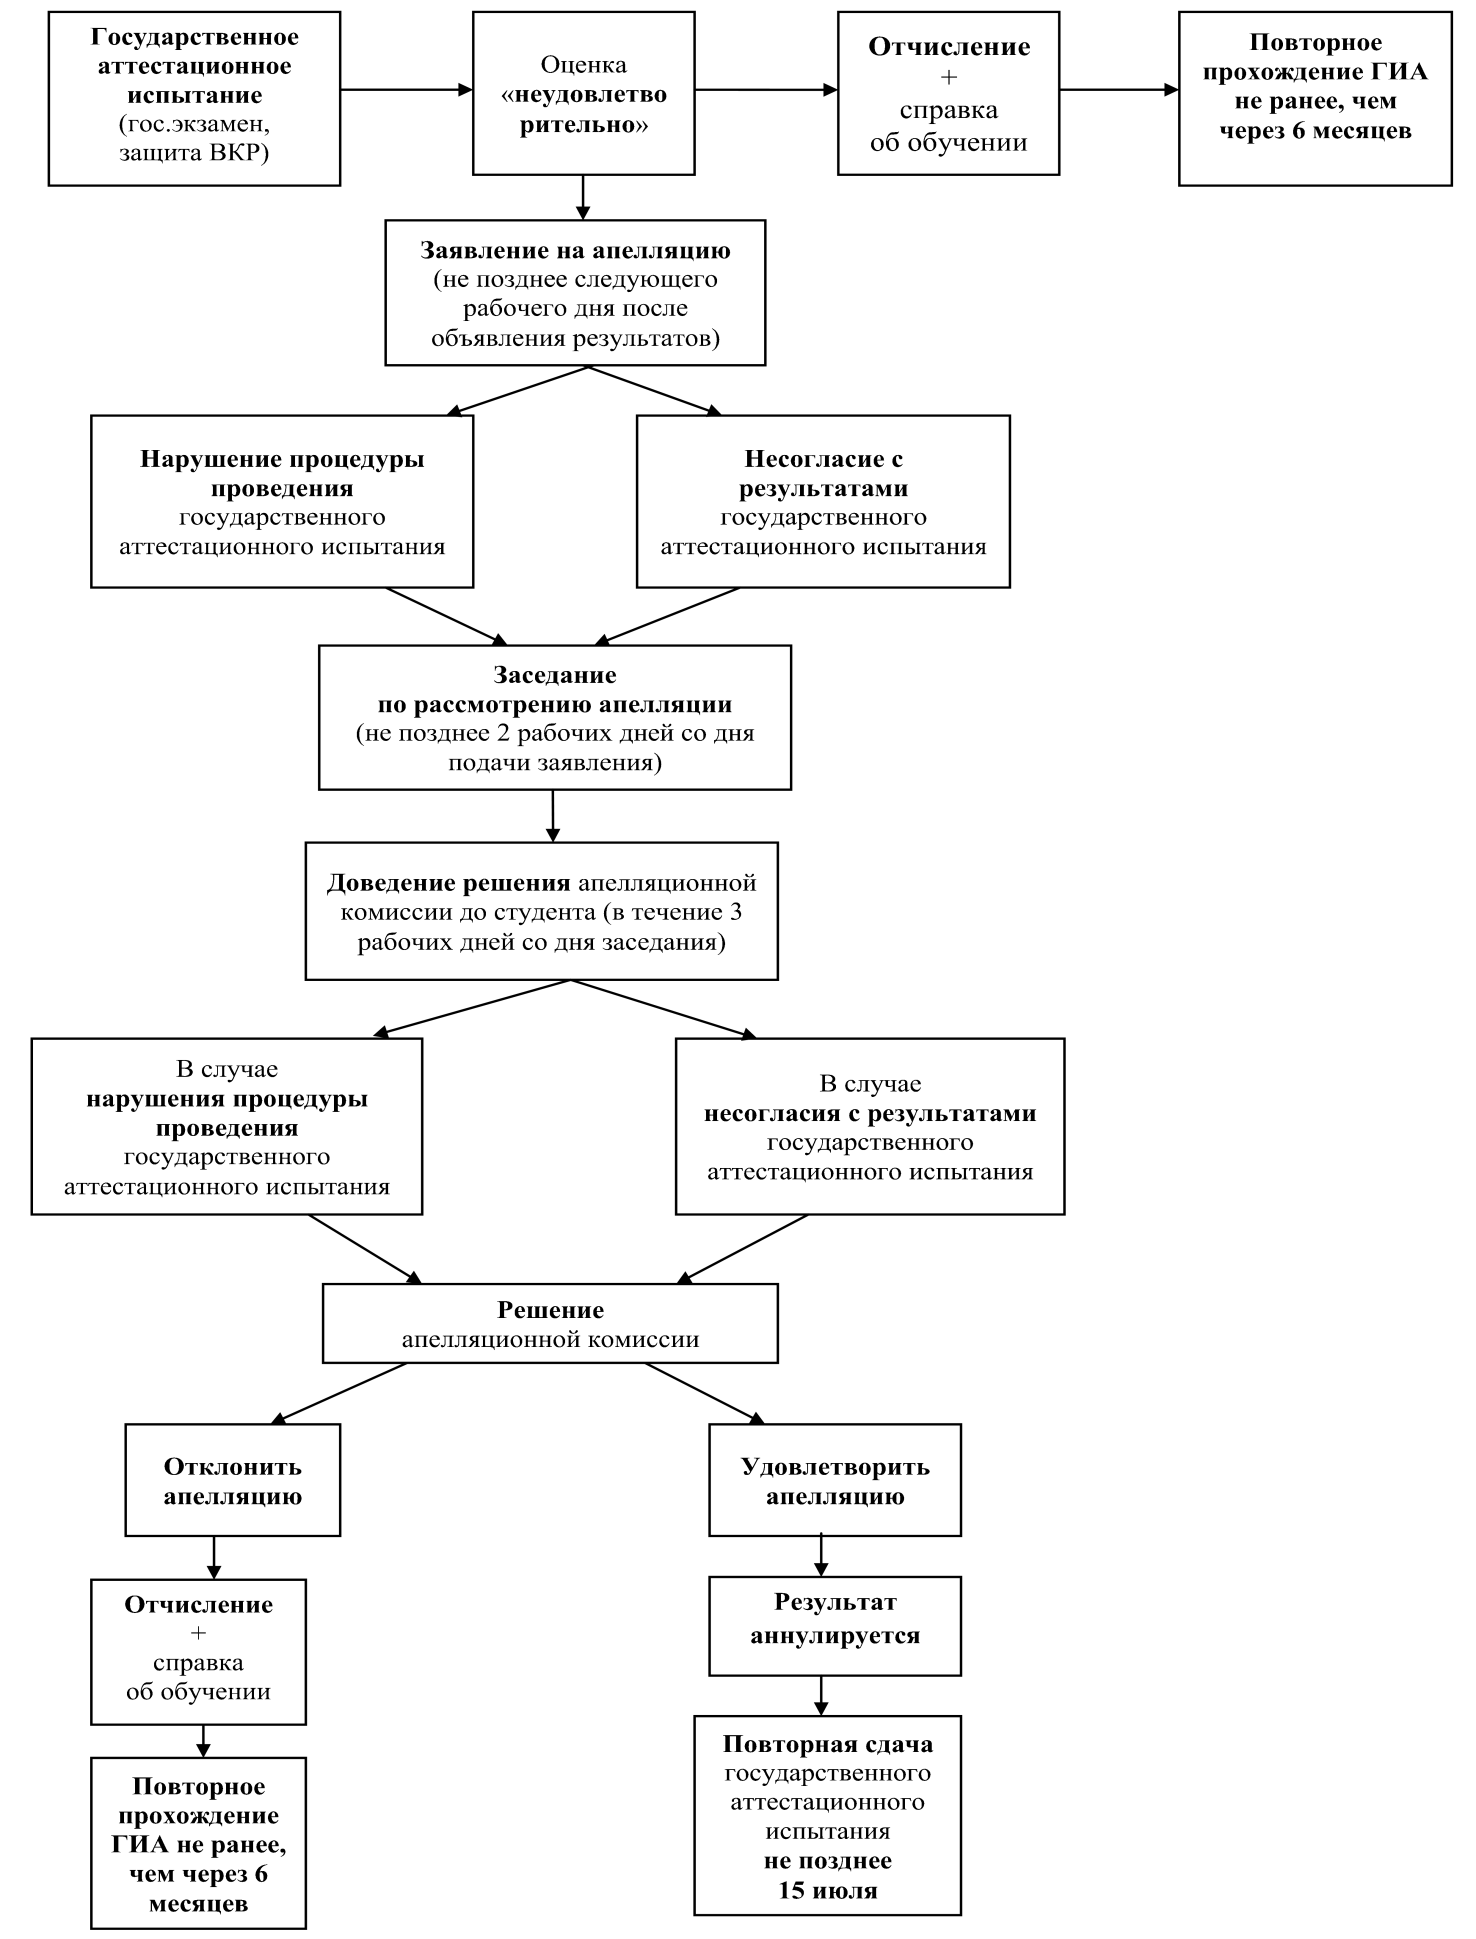 Государственное
аттестационное
испытание
(гос.экзамен,
защита ВКР)
Оценка
«неудовлетво
рительно»
Отчисление
+
справка
об обучении
Повторное
прохождение ГИА
не ранее, чем
через 6 месяцев
Заявление на апелляцию
(не позднее следующего
рабочего дня после
объявления результатов)
Нарушение процедуры
проведения
государственного
аттестационного испытания
Несогласие с
результатами
государственного
аттестационного испытания
Заседание
по рассмотрению апелляции
(не позднее 2 рабочих дней со дня
подачи заявления)
Доведение решения апелляционной
комиссии до студента (в течение 3
рабочих дней со дня заседания)
В случае
нарушения процедуры
проведения
государственного
аттестационного испытания
В случае
несогласия с результатами
государственного
аттестационного испытания
Решение
апелляционной комиссии
Отклонить
апелляцию
Удовлетворить
апелляцию
Отчисление
+
справка
об обучении
Результат
аннулируется
Повторное
прохождение
ГИА не ранее,
чем через 6
месяцев
Повторная сдача
государственного
аттестационного
испытания
не позднее
15 июля